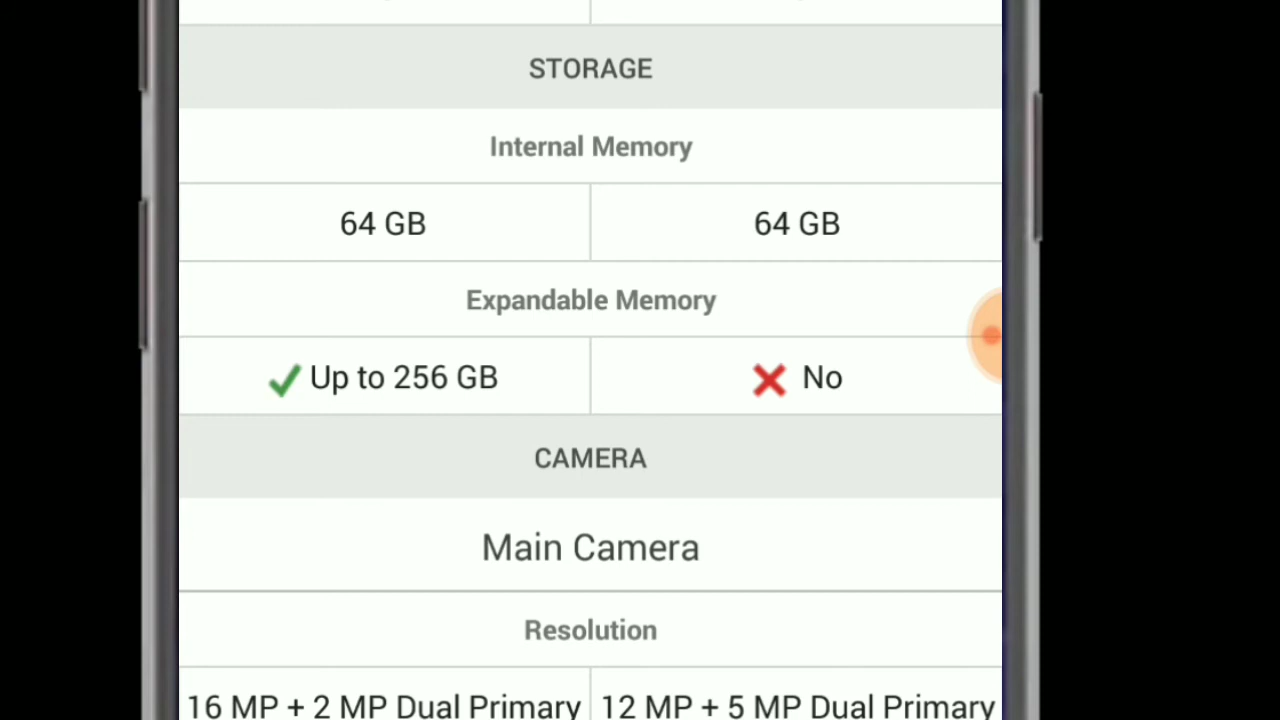 STORAGE
Internal Memory
64 GB 64 GB
Expandable Memory
Up to 256 GB No
CAMERA
Main Camera
Resolution
16 MP + 2 MP Dual Primary 12 MP + 5 MP Dual Primary